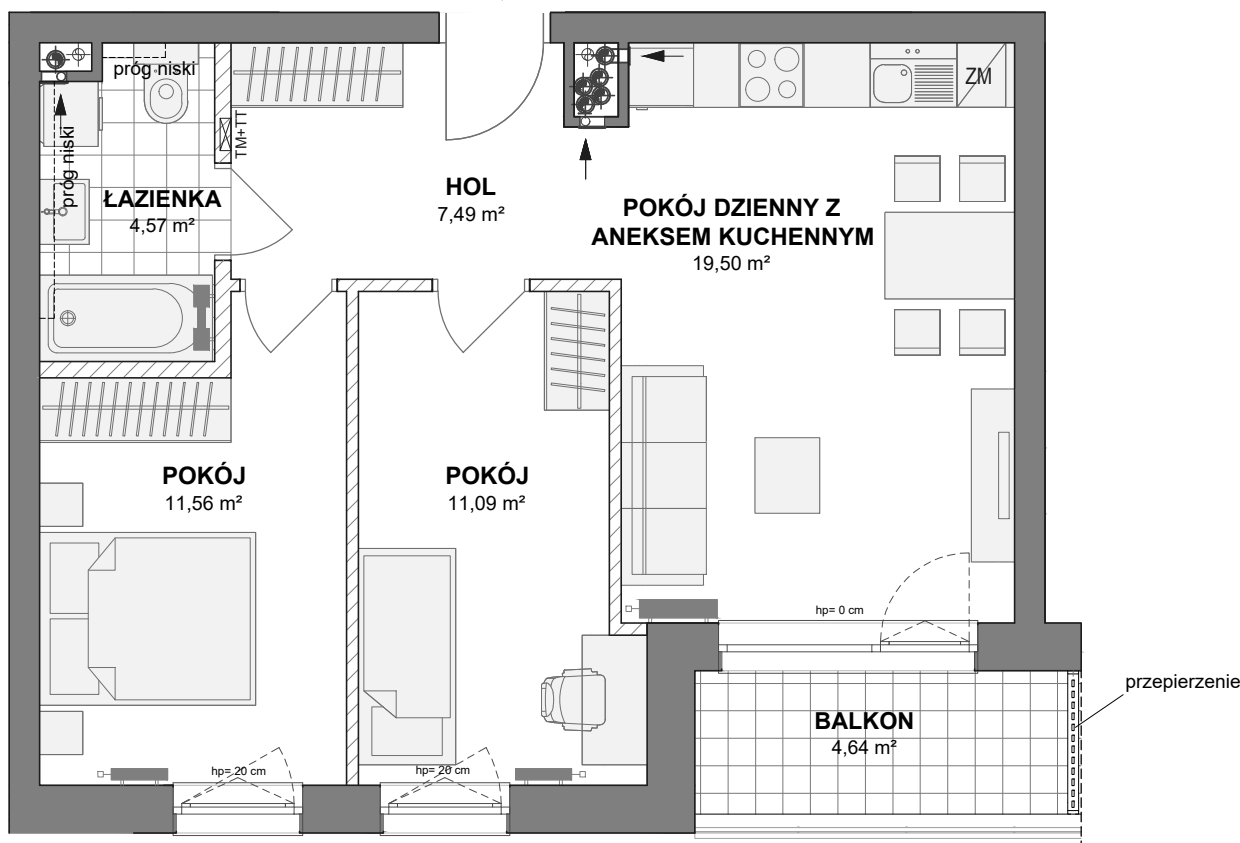 próg niski
próg niski
TM+TT
ZM
ŁAZIENKA
4,57 m²
HOL
7,49 m²
POKÓJ DZIENNY Z
ANEKSEM KUCHENNYM
19,50 m²
POKÓJ
11,56 m²
POKÓJ
11,09 m²
hp= 0 cm
hp= 20 cm
hp= 20 cm
BALKON
4,64 m²
przepierzenie